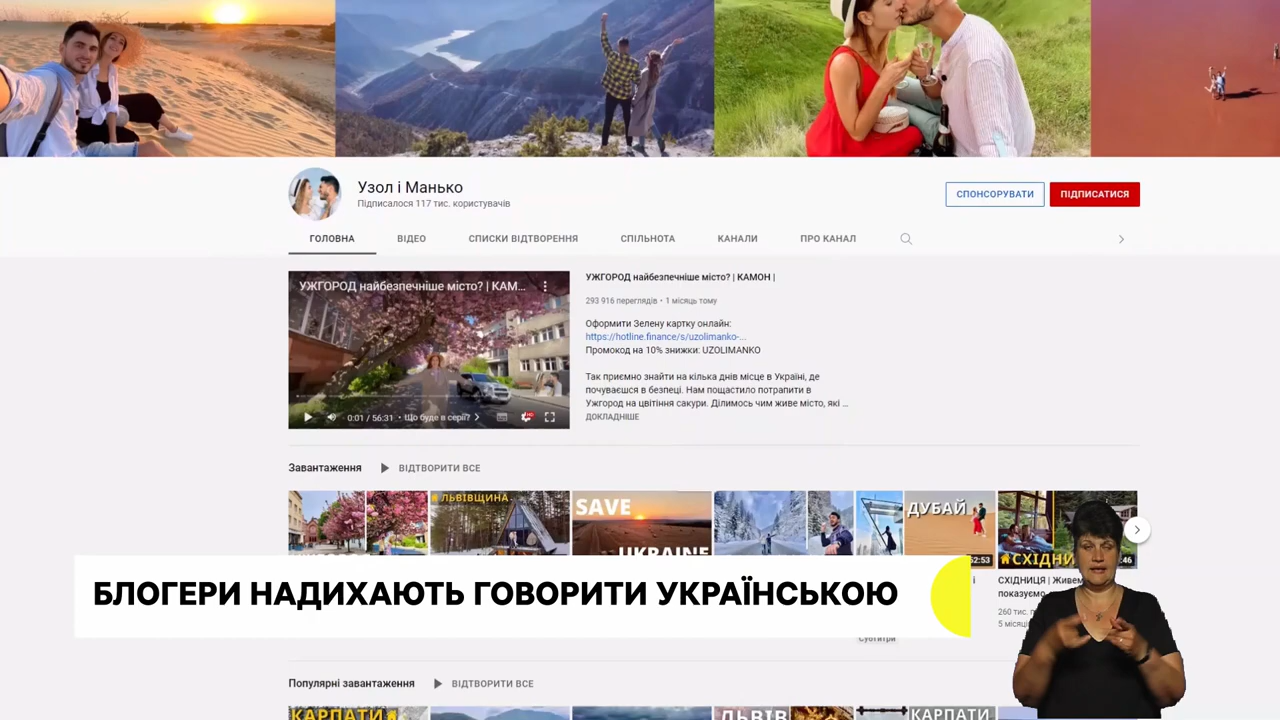 Узол і Манько
Підписалося 117 тис. користувачів
СПОНСОРУВАТИ
ПІДПИСАТИСЯ
ГОЛОВНА
ВІДЕО
СПИСКИ ВІДТВОРЕННЯ
СПІЛЬНОТА
КАНАЛИ
ПРО КАНАЛ
УЖГОРОД найбезпечніше місто? | КАМ...
0:01 / 56:31 • Що буде в серії?
УЖГОРОД найбезпечніше місто? | КАМОН |
293 916 переглядів • 1 місяць тому
Оформити Зелену картку онлайн:
https://hotline.finance/s/uzolimanko-...
Промокод на 10% знижки: UZOLIMANKO
Так приємно знайти на кілька днів місце в Україні, де
почуваєшся в безпеці. Нам пощастило потрапити в
Ужгород на цвітіння сакури. Ділимось чим живе місто, які ...
ДОКЛАДНІШЕ
Завантаження
ВІДТВОРИТИ ВСЕ
ЛЬВІВЩИНА
SAVE
UKRAINE
ДУБАЙ
52:53
СХІДНИ
:46
СХІДНИЦЯ | Живем
показуємо
260 тис.
5 місяці
БЛОГЕРИ НАДИХАЮТЬ ГОВОРИТИ УКРАЇНСЬКОЮ
Субтитри
Популярні завантаження
ВІДТВОРИТИ ВСЕ
КАРПАТИ
ЛЬВІВ
КАРПАТИ